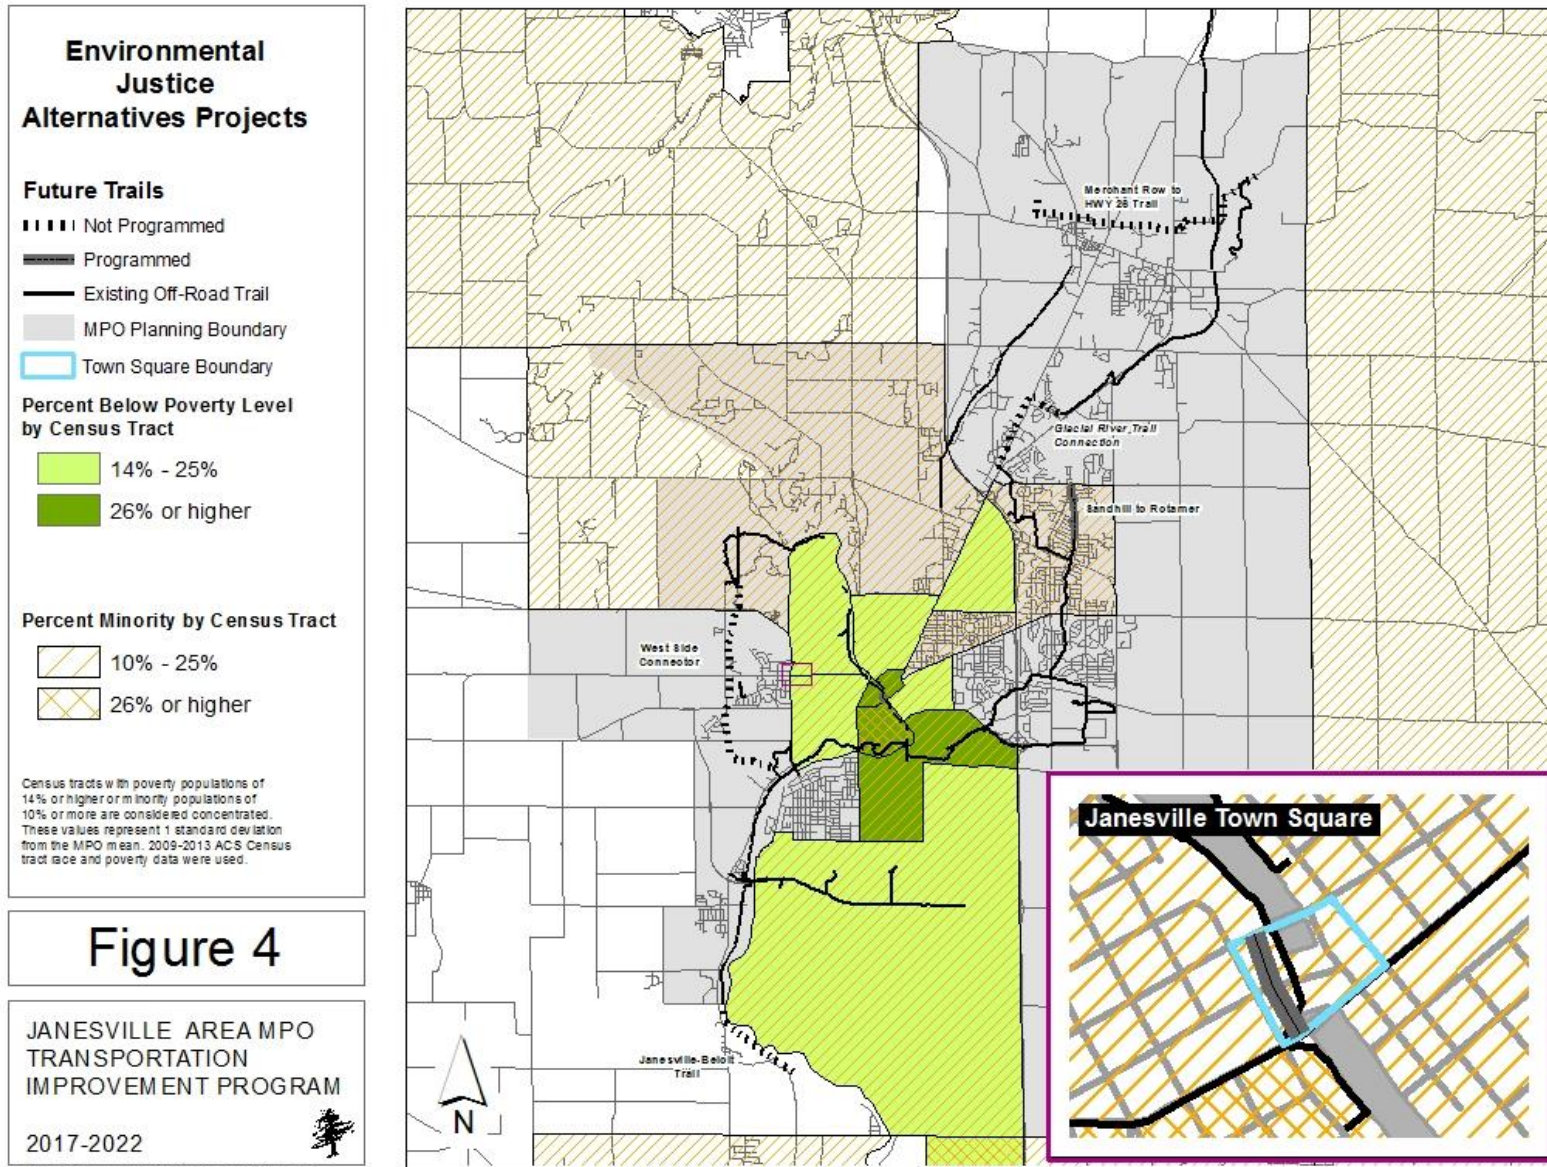 Environmental
Justice
Alternatives Projects
Future Trails
Not Programmed
Programmed
Existing Off-Road Trail
MPO Planning Boundary
Town Square Boundary
Percent Below Poverty Level
by Census Tract
14% - 25%
26% or higher
Percent Minority by Census Tract
10% - 25%
26% or higher
Census tracts with poverty populations of
14% or higher or minority populations of
10% or more are considered concentrated.
These values represent 1 standard deviation
from the MPO mean. 2009-2013 ACS Census
tract race and poverty data were used.
Figure 4
JANESVILLE AREA MPO
TRANSPORTATION
IMPROVEMENT PROGRAM
2017-2022
Merchant Row to
HWY 26 Trail
Glacial River Trail
Connection
Sandhill to Rotamer
West Side
Connector
Janesville-Beloit
Trail
N
Janesville Town Square